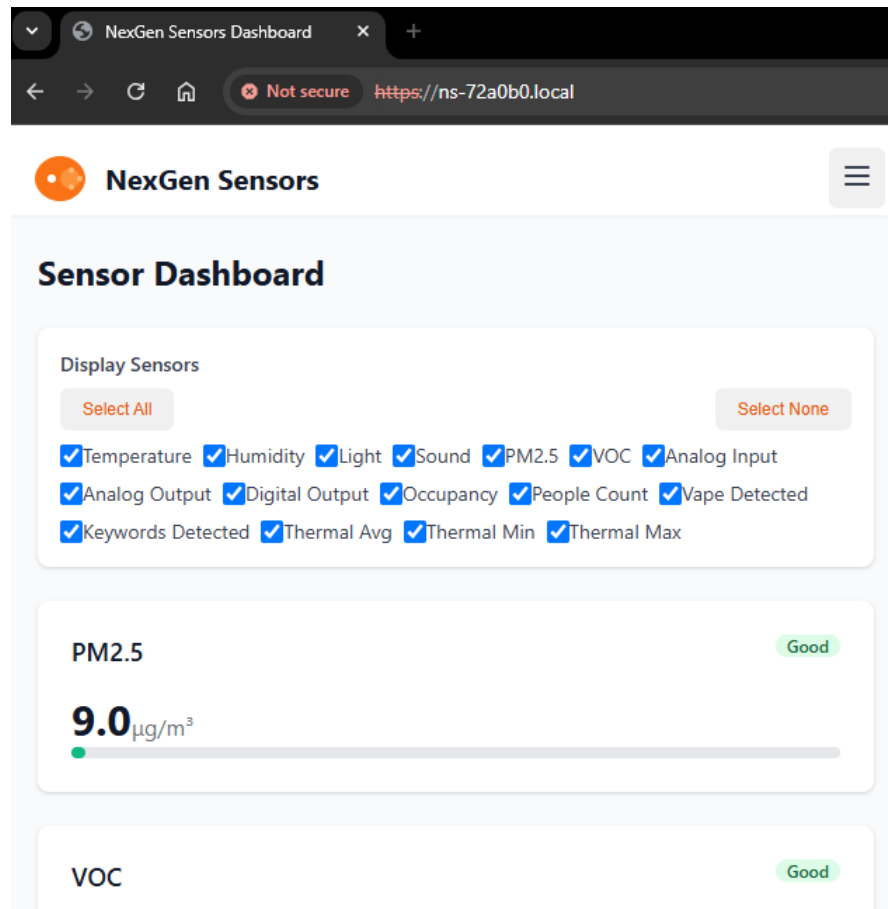 NexGen Sensors Dashboard
Not secure https://ns-72a0b0.local
NexGen Sensors
Sensor Dashboard
Display Sensors
Select All Select None
Temperature Humidity Light Sound PM2.5 VOC Analog Input
Analog Output Digital Output Occupancy People Count Vape Detected
Keywords Detected Thermal Avg Thermal Min Thermal Max
PM2.5 Good
9.0 µg/m³
VOC Good